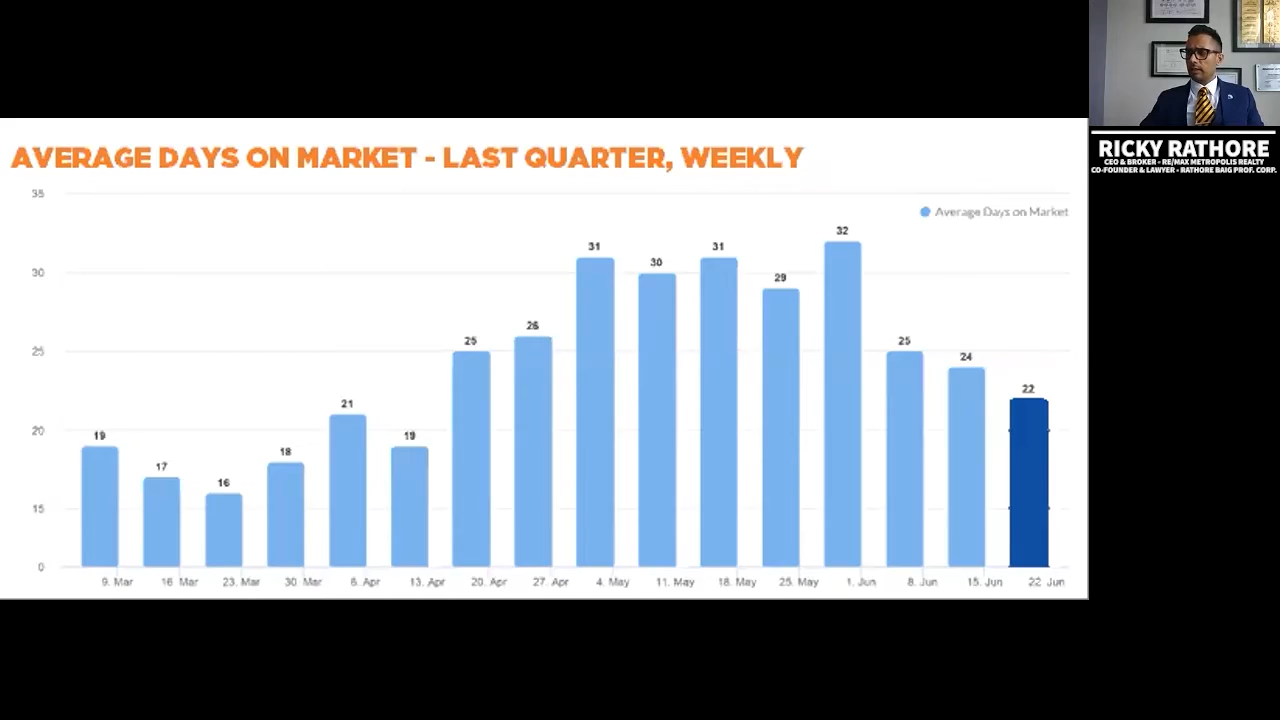 AVERAGE DAYS ON MARKET - LAST QUARTER, WEEKLY
RICKY RATHORE
CEO & BROKER - RE/MAX METROPOLIS REALTY
CO-FOUNDER & LAWYER - RATHORE BAIG PROF. CORP.
Average Days on Market
35
30
25
20
15
0
19
17
16
18
21
19
25
26
31
30
31
29
32
25
24
22
9. Mar
16 Mar
23. Mar
30 Mar
6. Apr
13. Apr
20. Apr
27. Apr
4. May
11. May
18. May
25. May
1. Jun
8. Jun
15. Jun
22 Jun